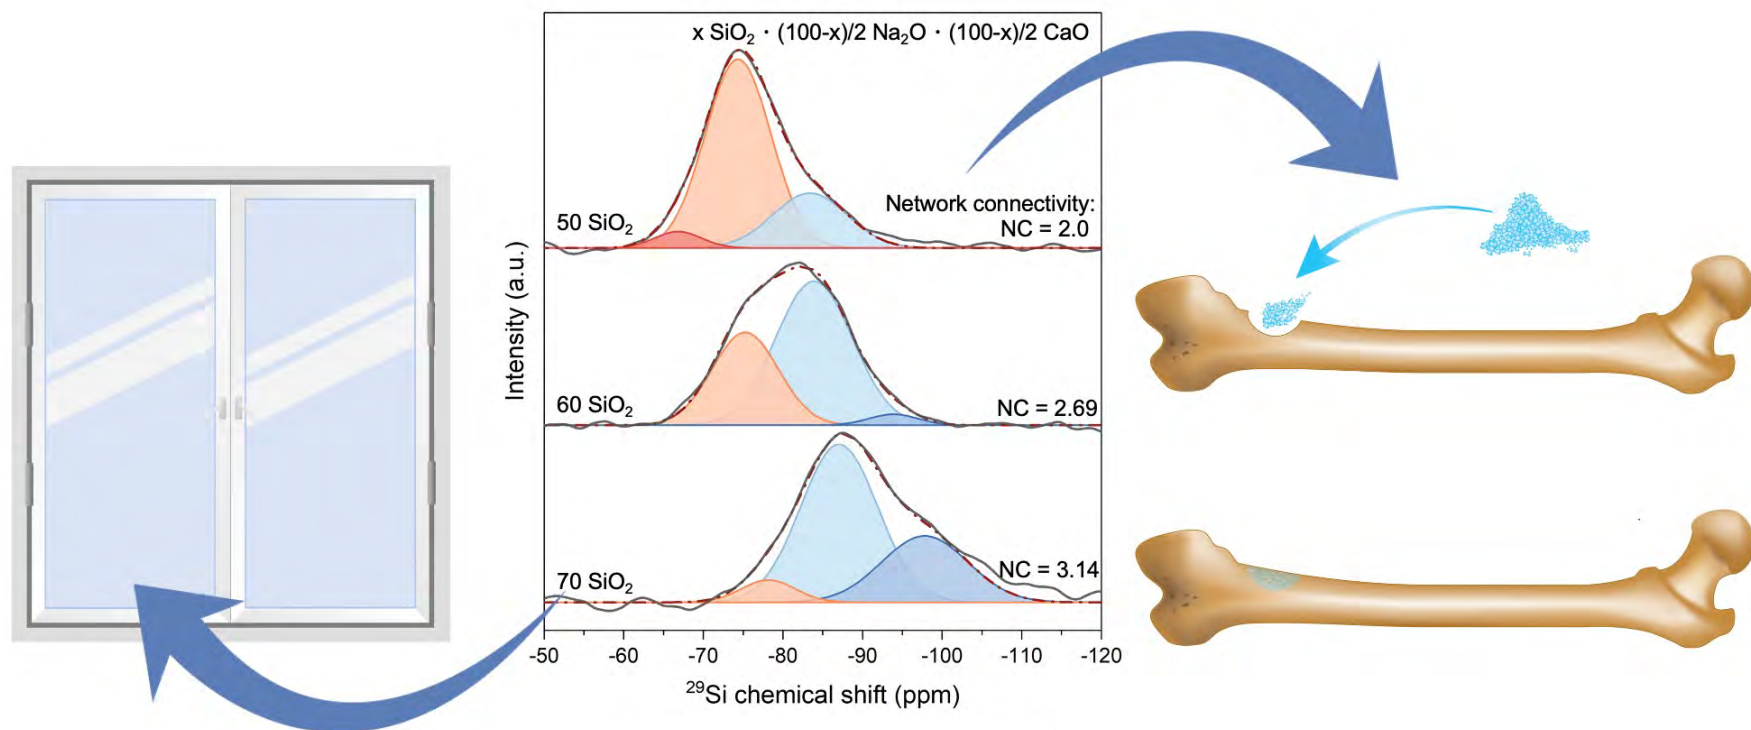 x SiO₂ · (100-x)/2 Na₂O · (100-x)/2 CaO
Network connectivity:
50 SiO₂
NC = 2.0
60 SiO₂
NC = 2.69
70 SiO₂
NC = 3.14
Intensity (a.u.)
-50 -60 -70 -80 -90 -100 -110 -120
²⁹Si chemical shift (ppm)